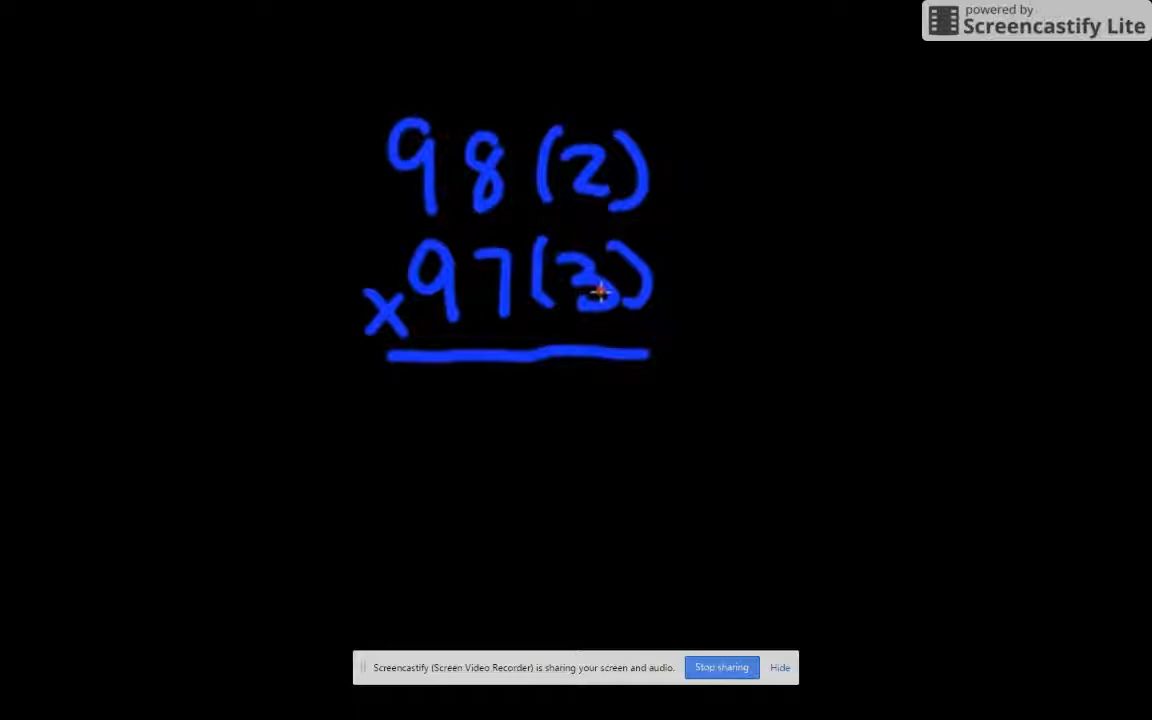 powered by
Screencastify Lite
98(2)
x97(3)
Screencastify (Screen Video Recorder) is sharing your screen and audio. Stop sharing Hide